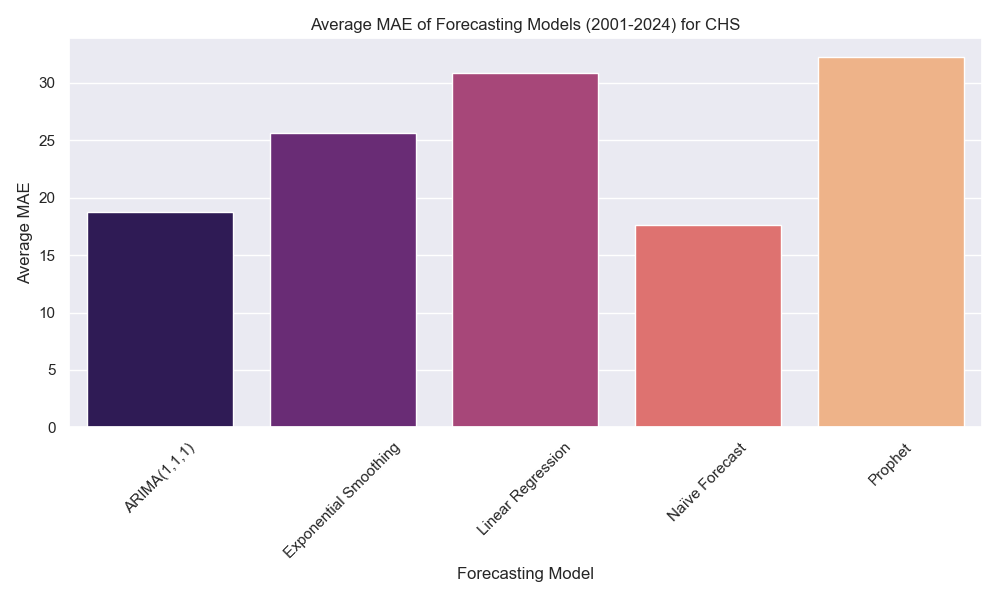 Average MAE of Forecasting Models (2001-2024) for CHS
Average MAE
30
25
20
15
10
5
0
ARIMA(1,1,1)
Exponential Smoothing
Linear Regression
Naïve Forecast
Prophet
Forecasting Model